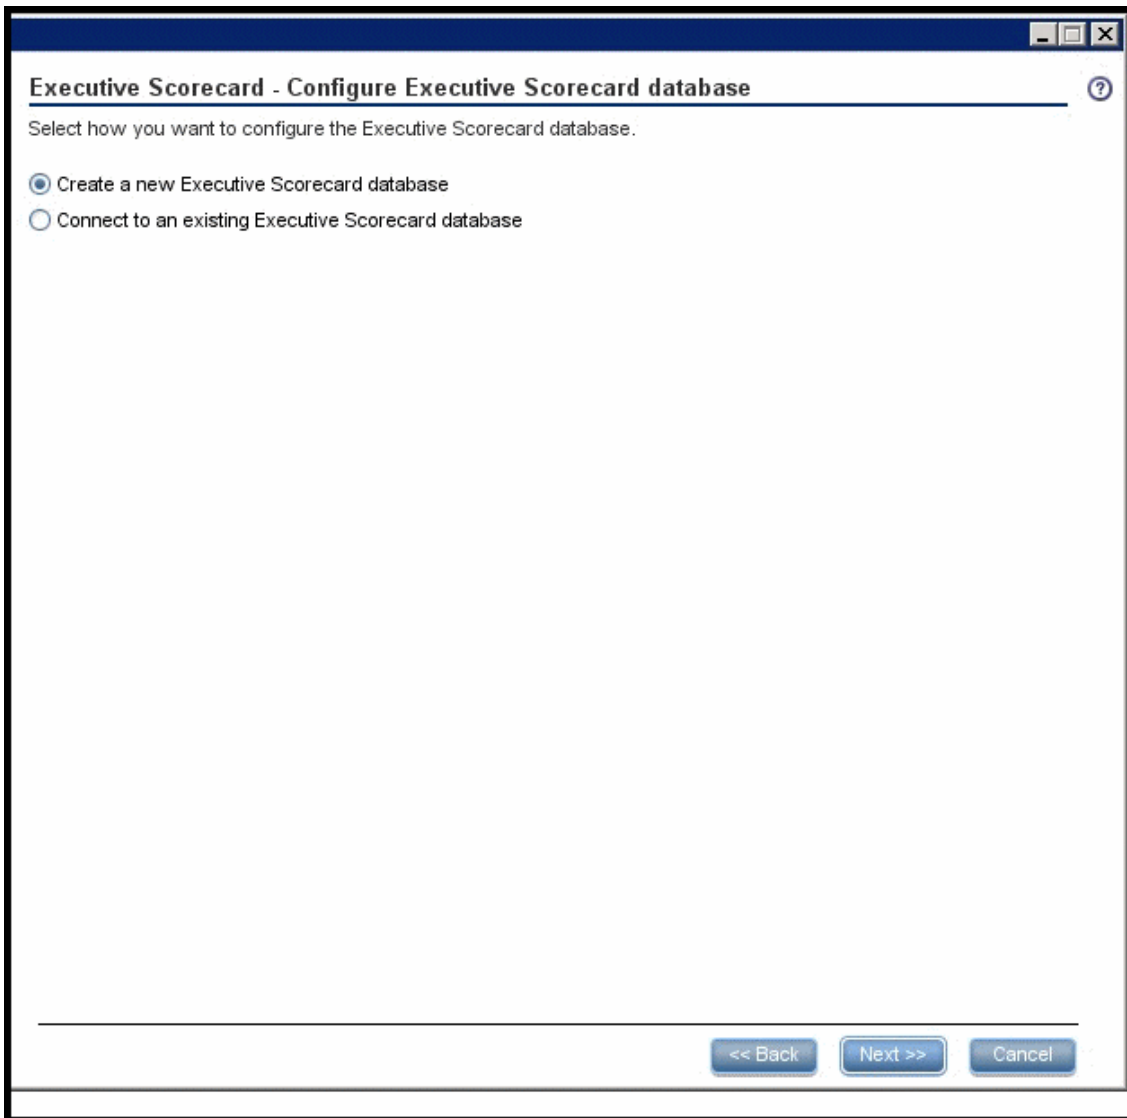 Executive Scorecard - Configure Executive Scorecard database
?
Select how you want to configure the Executive Scorecard database.
Create a new Executive Scorecard database
Connect to an existing Executive Scorecard database
<< Back Next >> Cancel